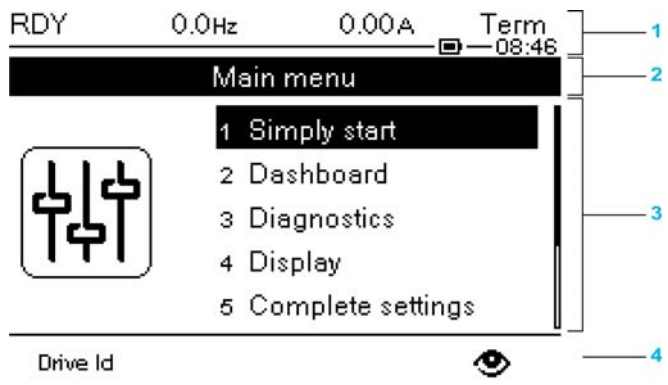 RDY 0.0Hz 0.00A Term 1
08:46
Main menu 2
1 Simply start
2 Dashboard
3 Diagnostics 3
4 Display
5 Complete settings
Drive Id 4